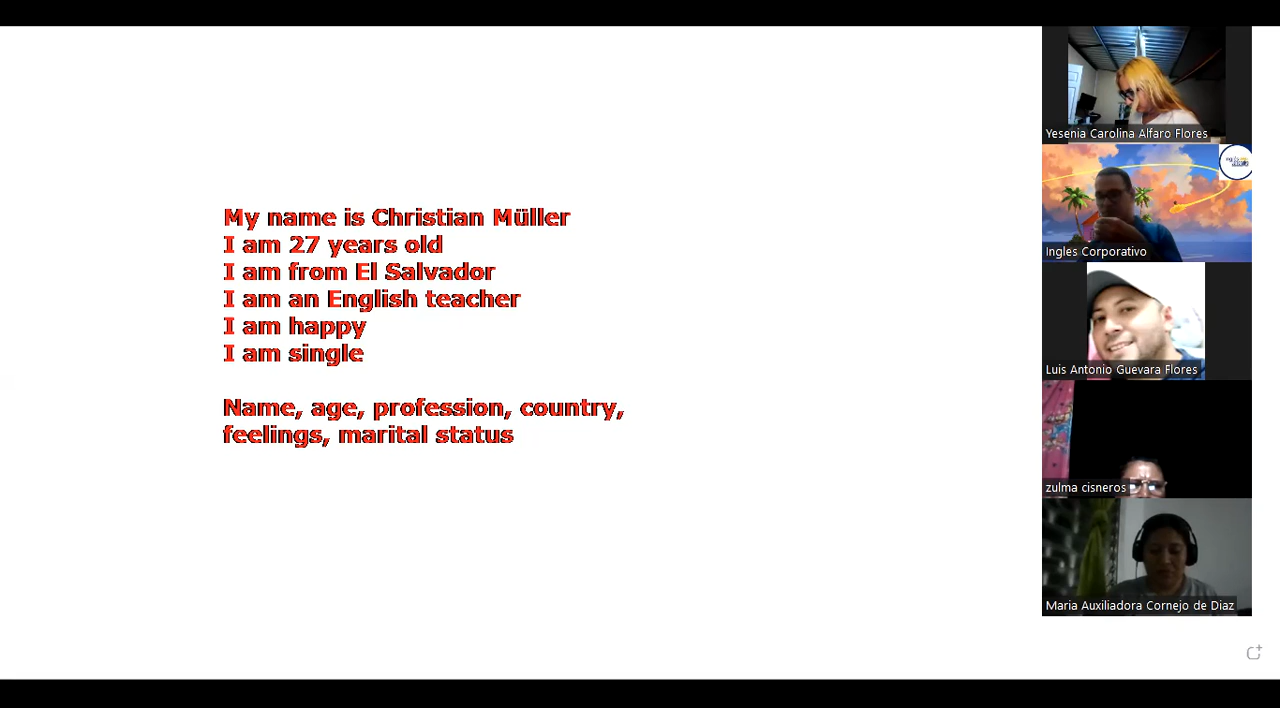 My name is Christian Müller
I am 27 years old
I am from El Salvador
I am an English teacher
I am happy
I am single
Name, age, profession, country,
feelings, marital status
Yesenia Carolina Alfaro Flores
Ingles Corporativo
Luis Antonio Guevara Flores
zulma cisneros
Maria Auxiliadora Cornejo de Diaz